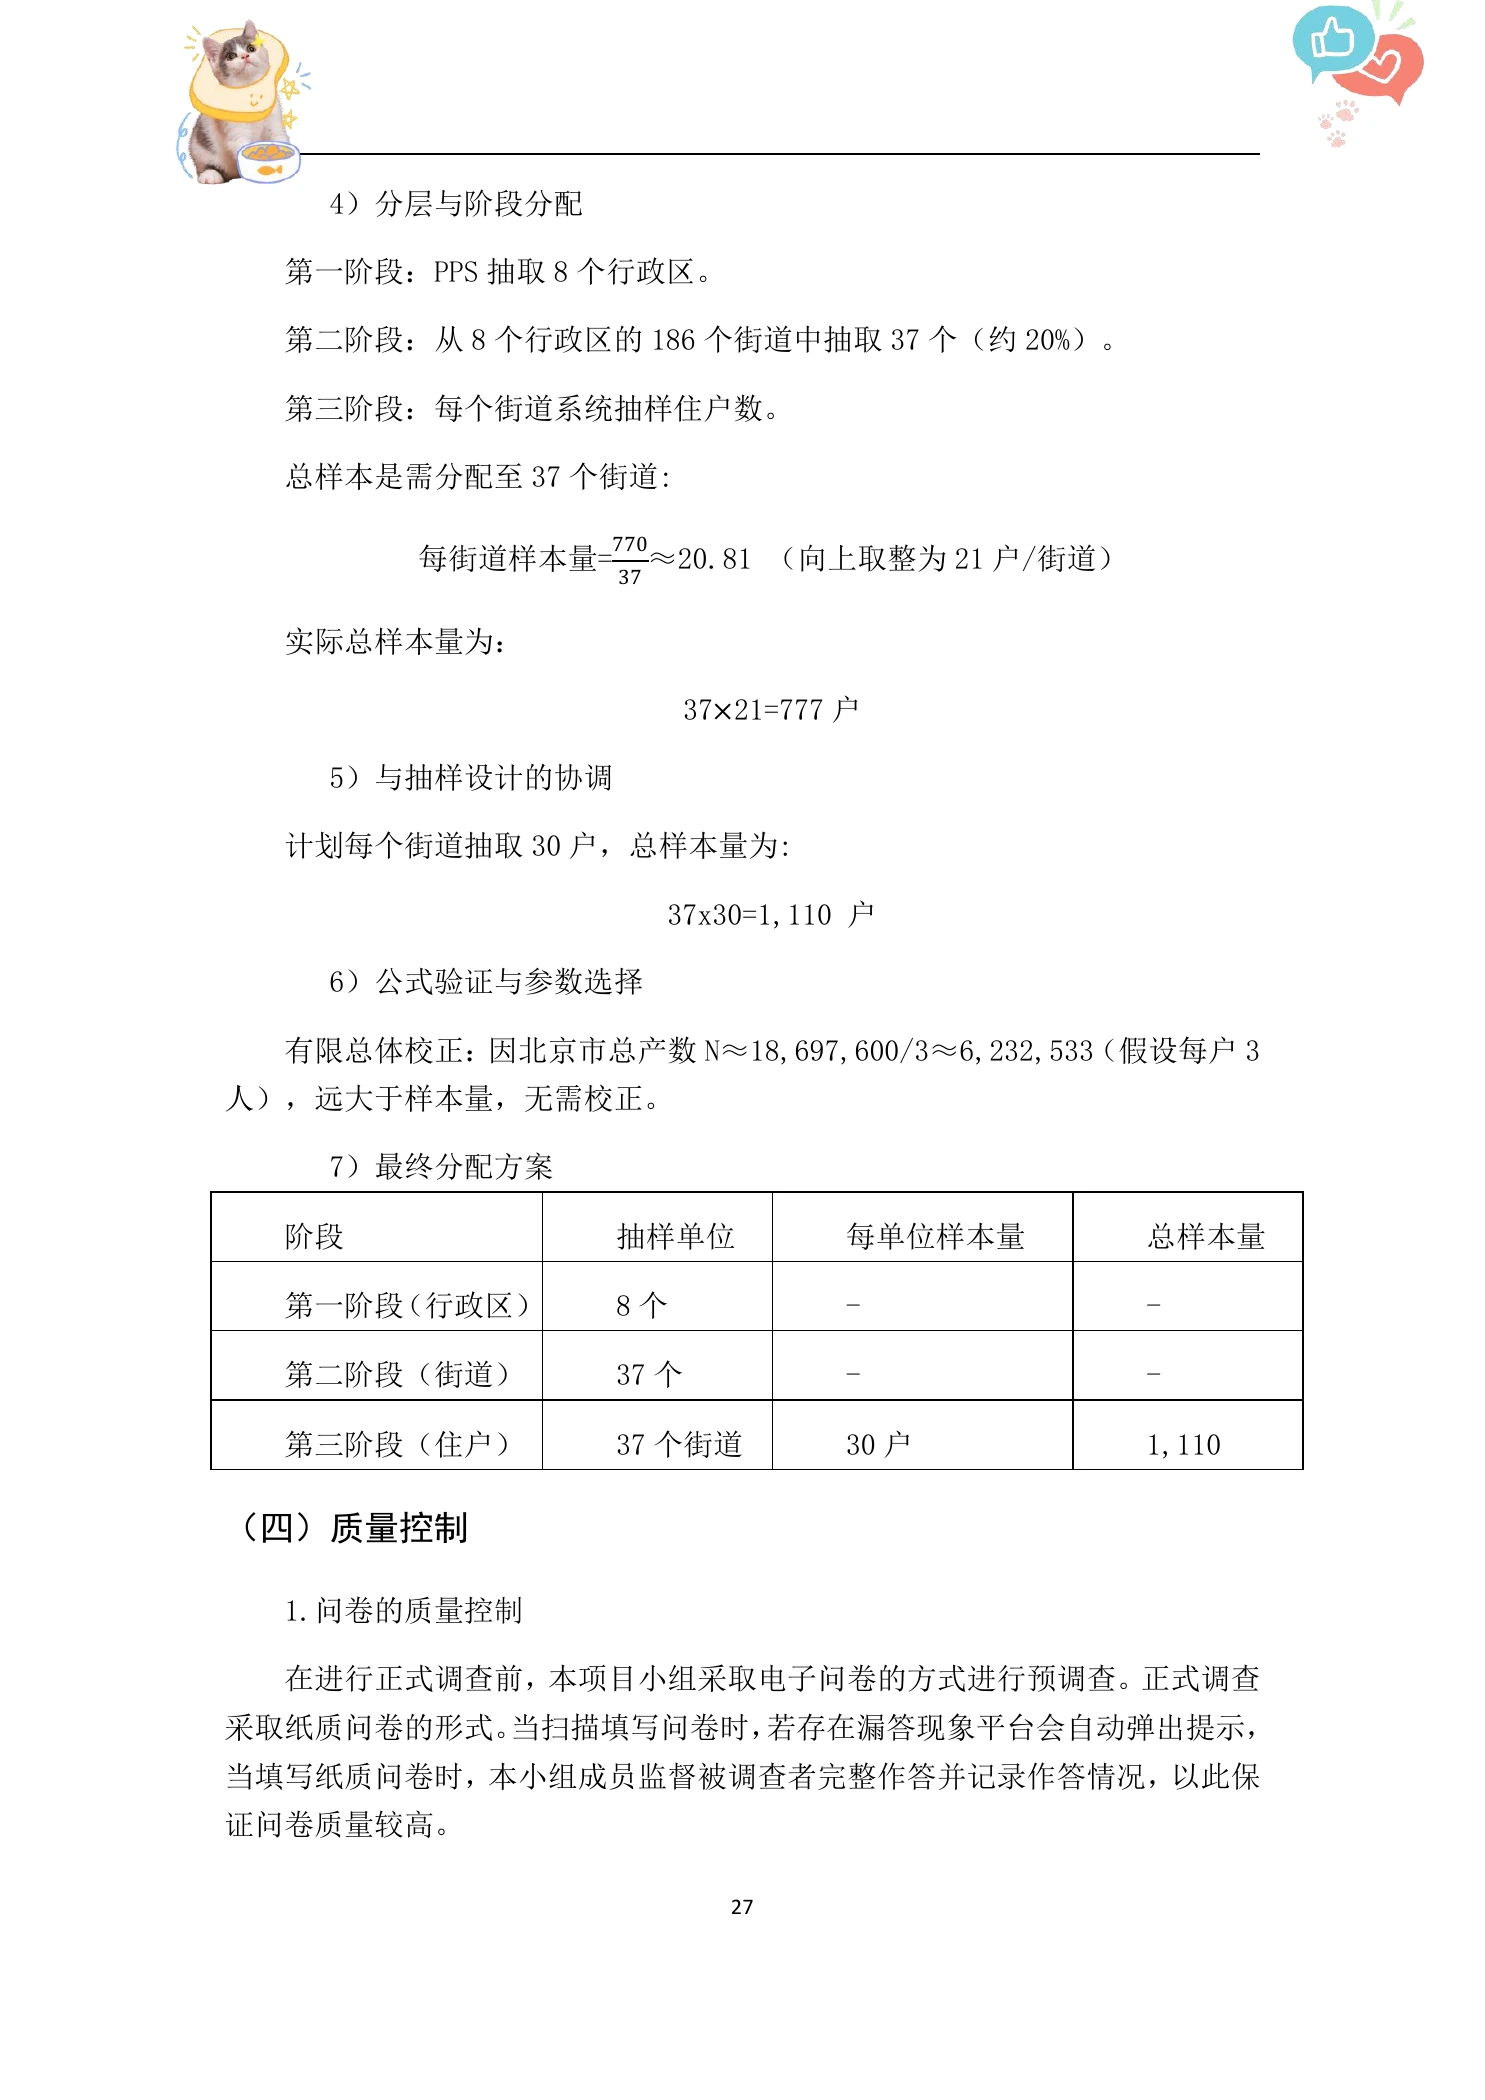 4）分层与阶段分配
第一阶段：PPS 抽取 8 个行政区。
第二阶段：从 8 个行政区的 186 个街道中抽取 37 个（约 20%）。
第三阶段：每个街道系统抽样住户数。
总样本是需分配至 37 个街道:
每街道样本量=770/37≈20.81 （向上取整为 21 户/街道）
实际总样本量为：
37×21=777 户
5）与抽样设计的协调
计划每个街道抽取 30 户，总样本量为:
37x30=1,110 户
6）公式验证与参数选择
有限总体校正：因北京市总产数 N≈18,697,600/3≈6,232,533（假设每户 3
人），远大于样本量，无需校正。
7）最终分配方案
阶段 抽样单位 每单位样本量 总样本量
第一阶段（行政区） 8 个 - -
第二阶段（街道） 37 个 - -
第三阶段（住户） 37 个街道 30 户 1,110
（四）质量控制
1.问卷的质量控制
在进行正式调查前，本项目小组采取电子问卷的方式进行预调查。正式调查
采取纸质问卷的形式。当扫描填写问卷时，若存在漏答现象平台会自动弹出提示，
当填写纸质问卷时，本小组成员监督被调查者完整作答并记录作答情况，以此保
证问卷质量较高。
27